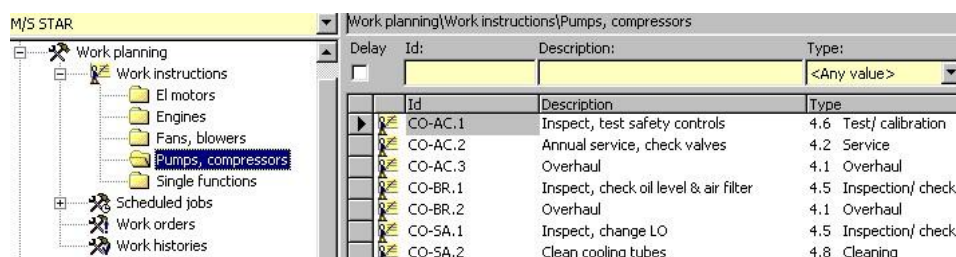 M/S STAR
Work planning
Work instructions
El motors
Engines
Fans, blowers
Pumps, compressors
Single functions
Scheduled jobs
Work orders
Work histories
Work planning\Work instructions\Pumps, compressors
Delay Id: Description: Type:
<Any value>
Id Description Type
CO-AC.1 Inspect, test safety controls 4.6 Test/ calibration
CO-AC.2 Annual service, check valves 4.2 Service
CO-AC.3 Overhaul 4.1 Overhaul
CO-BR.1 Inspect, check oil level & air filter 4.5 Inspection/ check
CO-BR.2 Overhaul 4.1 Overhaul
CO-SA.1 Inspect, change LO 4.5 Inspection/ check
CO-SA.2 Clean cooling tubes 4.8 Cleaning